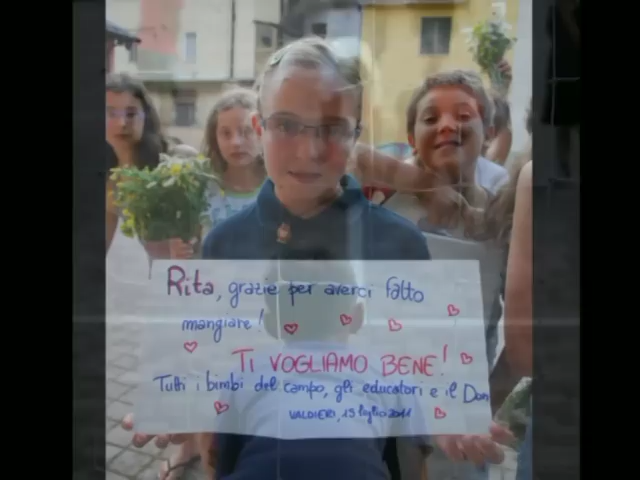 Rita, grazie per averci fatto
mangiare!
TI VOGLIAMO BENE!
Tutti i bimbi del campo, gli educatori e il Don
VALDIERI, 15 luglio 2011